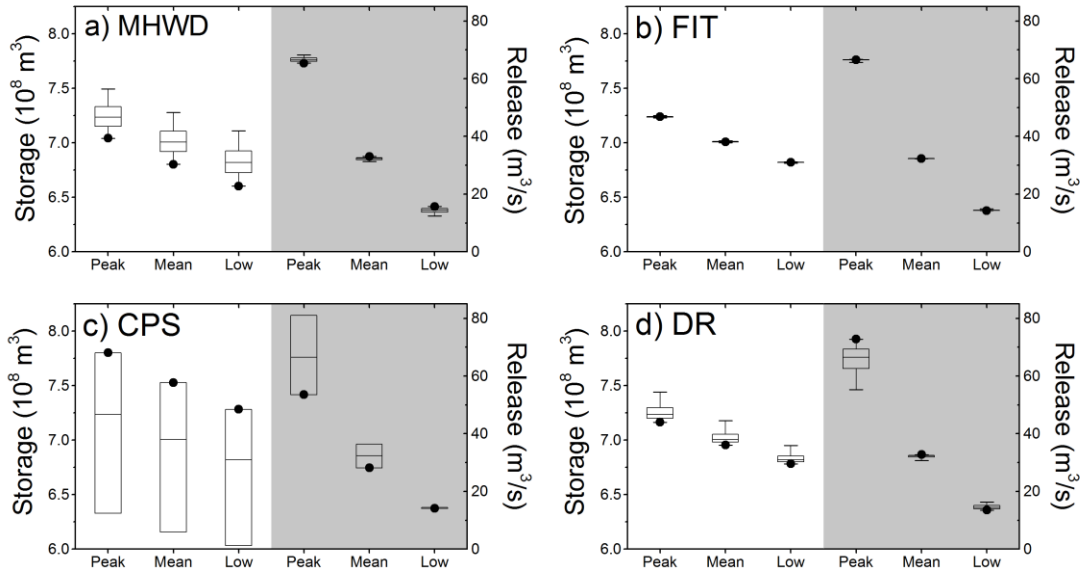 a) MHWD
Storage (10⁸ m³)
8.0
7.5
7.0
6.5
6.0
Peak Mean Low Peak Mean Low
80
60
40
20
0
Release (m³/s)
b) FIT
Storage (10⁸ m³)
8.0
7.5
7.0
6.5
6.0
Peak Mean Low Peak Mean Low
80
60
40
20
0
Release (m³/s)
c) CPS
Storage (10⁸ m³)
8.0
7.5
7.0
6.5
6.0
Peak Mean Low Peak Mean Low
80
60
40
20
0
Release (m³/s)
d) DR
Storage (10⁸ m³)
8.0
7.5
7.0
6.5
6.0
Peak Mean Low Peak Mean Low
80
60
40
20
0
Release (m³/s)